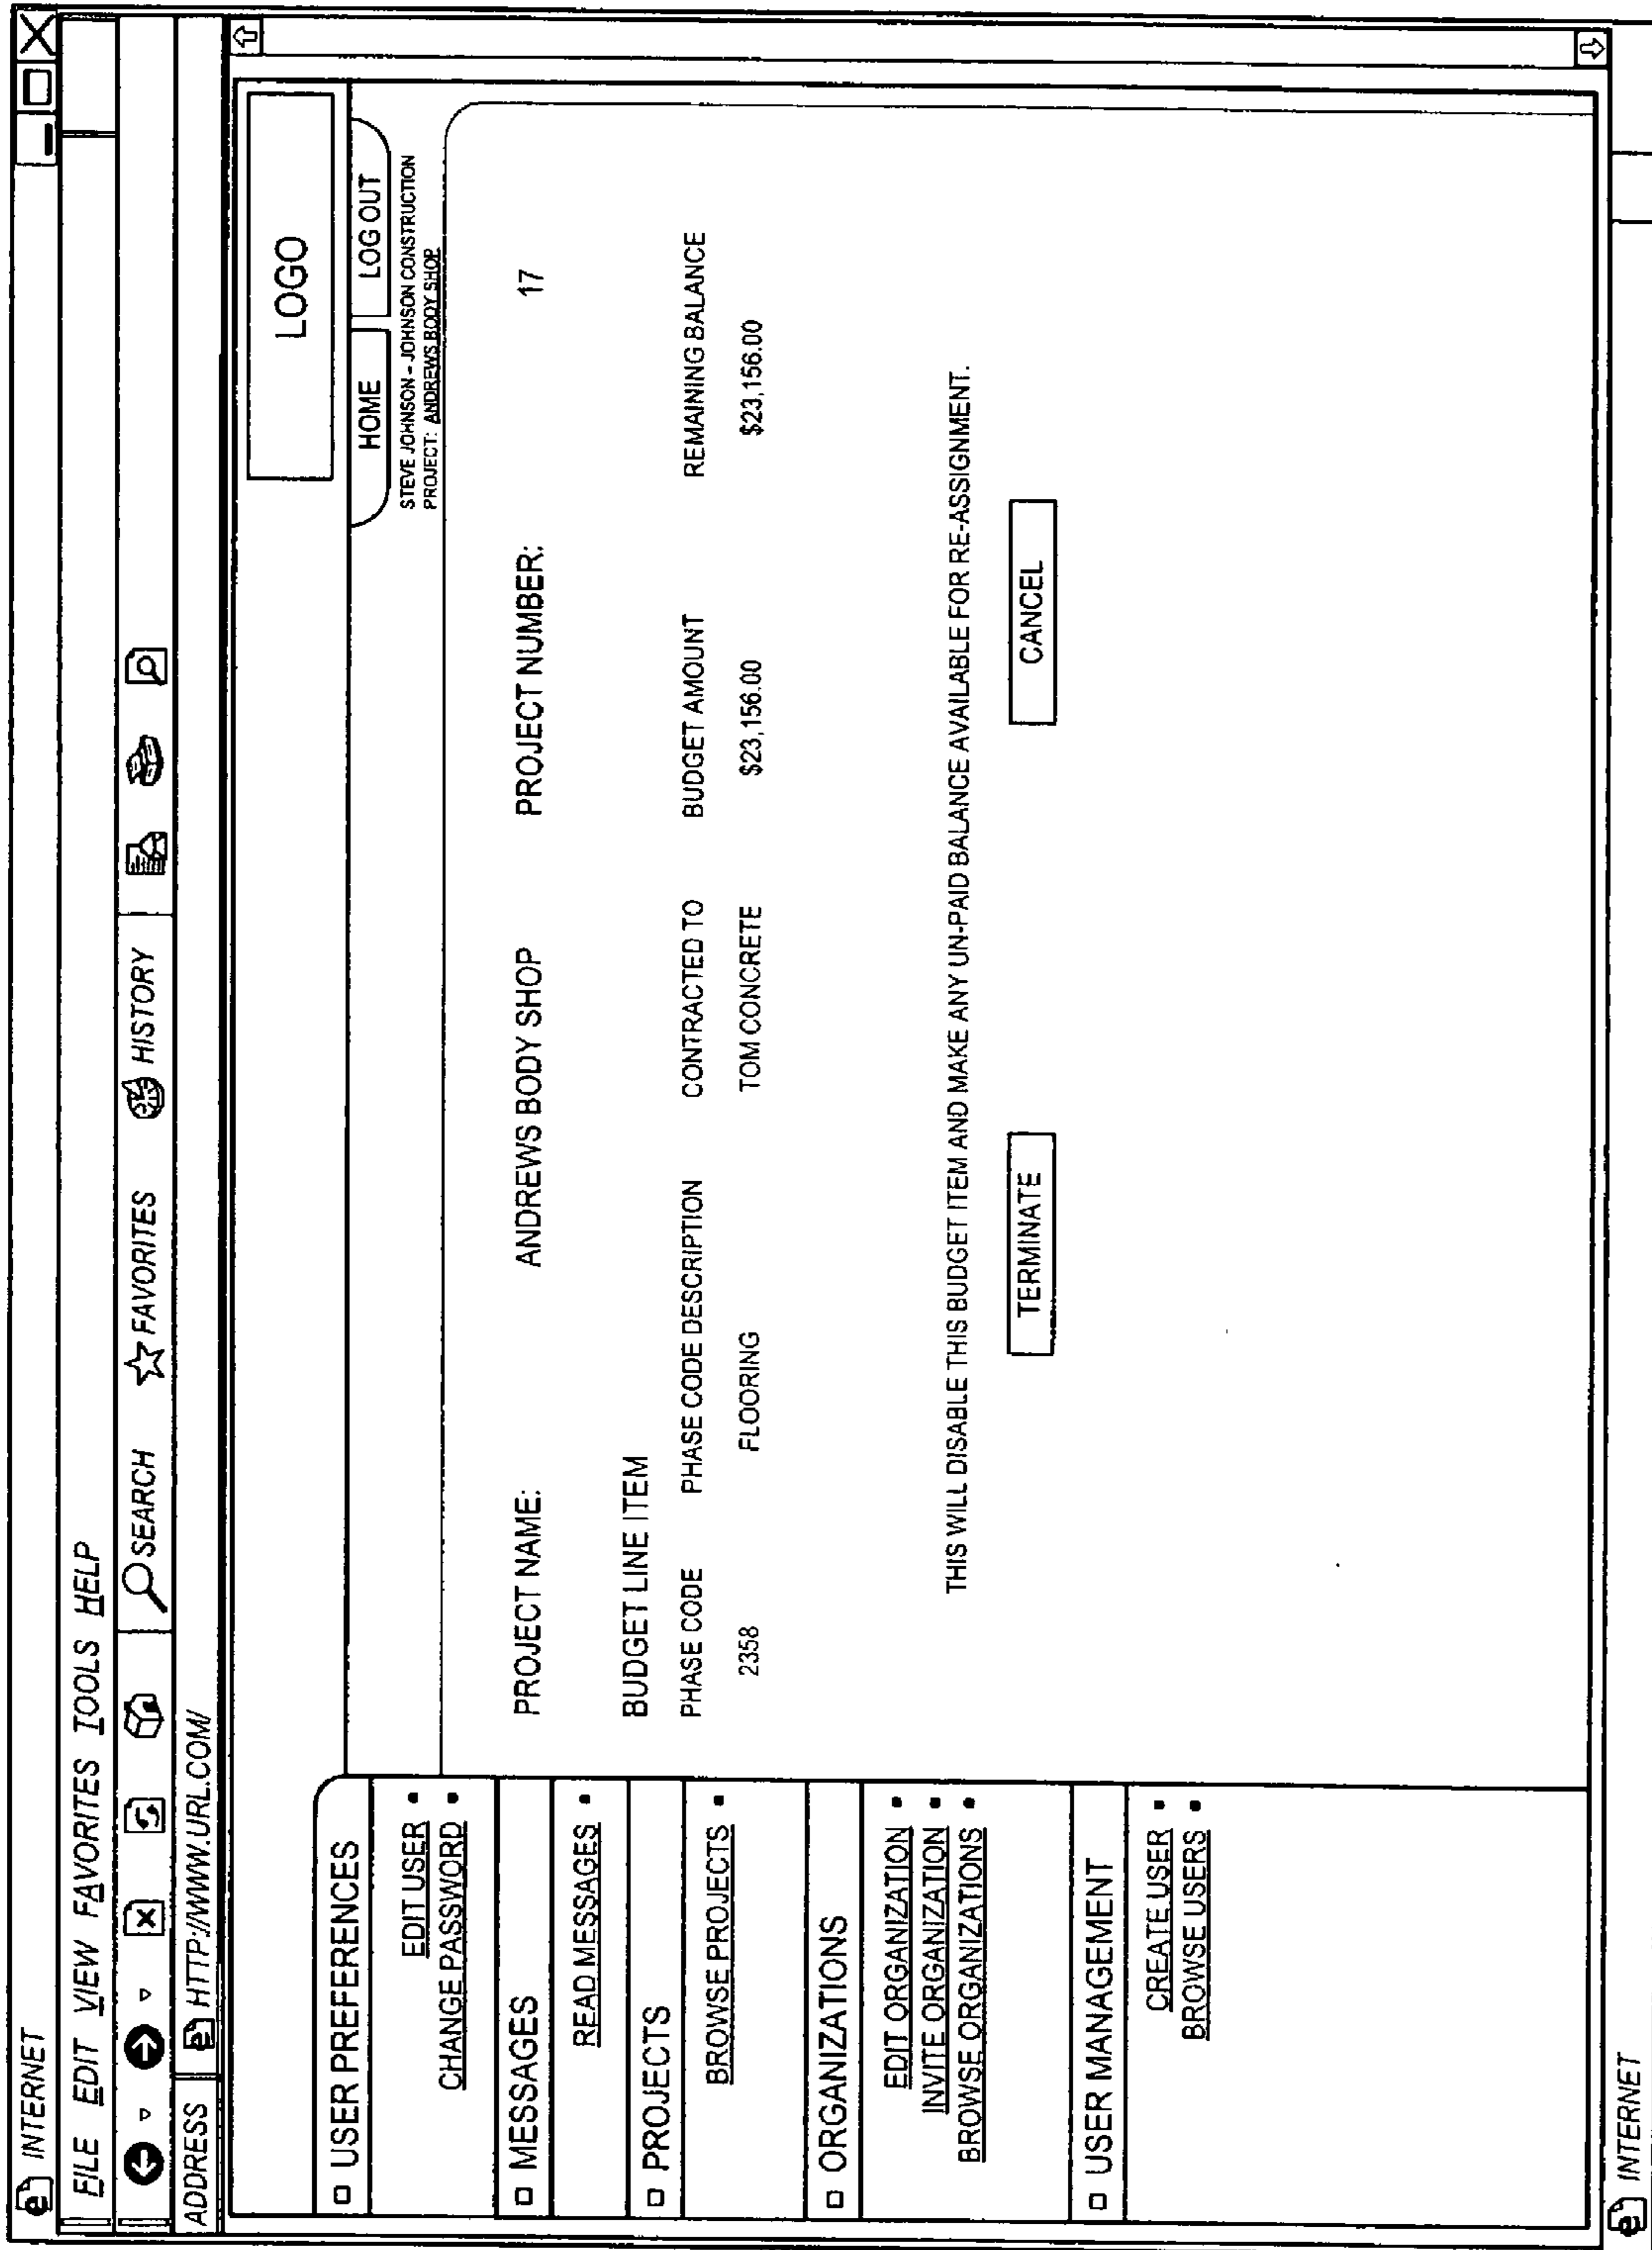 INTERNET
FILE EDIT VIEW FAVORITES TOOLS HELP
SEARCH FAVORITES HISTORY
ADDRESS HTTP://WWW.URL.COM/
LOGO
HOME LOG OUT
STEVE JOHNSON - JOHNSON CONSTRUCTION
PROJECT: ANDREWS BODY SHOP
USER PREFERENCES
EDIT USER
CHANGE PASSWORD
MESSAGES
READ MESSAGES
PROJECTS
BROWSE PROJECTS
ORGANIZATIONS
EDIT ORGANIZATION
INVITE ORGANIZATION
BROWSE ORGANIZATIONS
USER MANAGEMENT
CREATE USER
BROWSE USERS
PROJECT NAME: ANDREWS BODY SHOP PROJECT NUMBER: 17
BUDGET LINE ITEM
PHASE CODE PHASE CODE DESCRIPTION CONTRACTED TO BUDGET AMOUNT REMAINING BALANCE
2358 FLOORING TOM CONCRETE $23,156.00 $23,156.00
THIS WILL DISABLE THIS BUDGET ITEM AND MAKE ANY UN-PAID BALANCE AVAILABLE FOR RE-ASSIGNMENT.
TERMINATE CANCEL
INTERNET